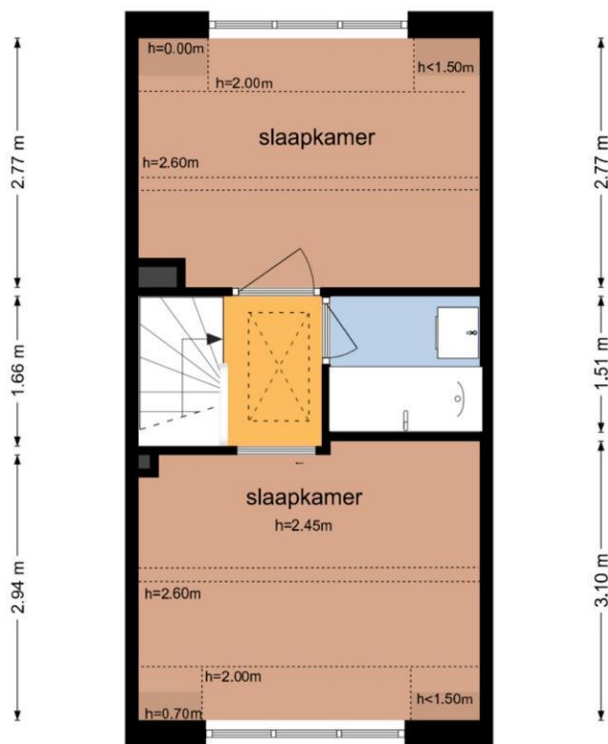 h=0.00m
h<1.50m
h=2.00m
slaapkamer
h=2.60m
2.77 m
2.77 m
1.66 m
1.51 m
slaapkamer
h=2.45m
h=2.60m
2.94 m
3.10 m
h=2.00m
h=0.70m
h<1.50m